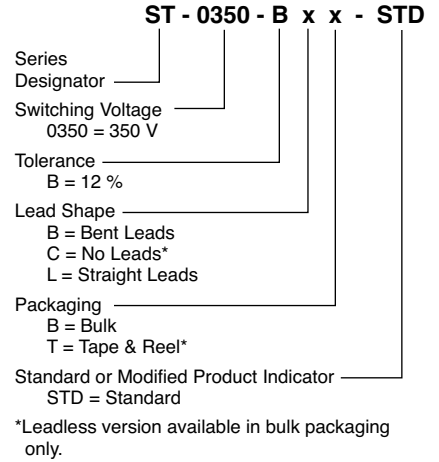 ST - 0350 - B x x - STD
Series
Designator
Switching Voltage
0350 = 350 V
Tolerance
B = 12 %
Lead Shape
B = Bent Leads
C = No Leads*
L = Straight Leads
Packaging
B = Bulk
T = Tape & Reel*
Standard or Modified Product Indicator
STD = Standard
*Leadless version available in bulk packaging
only.